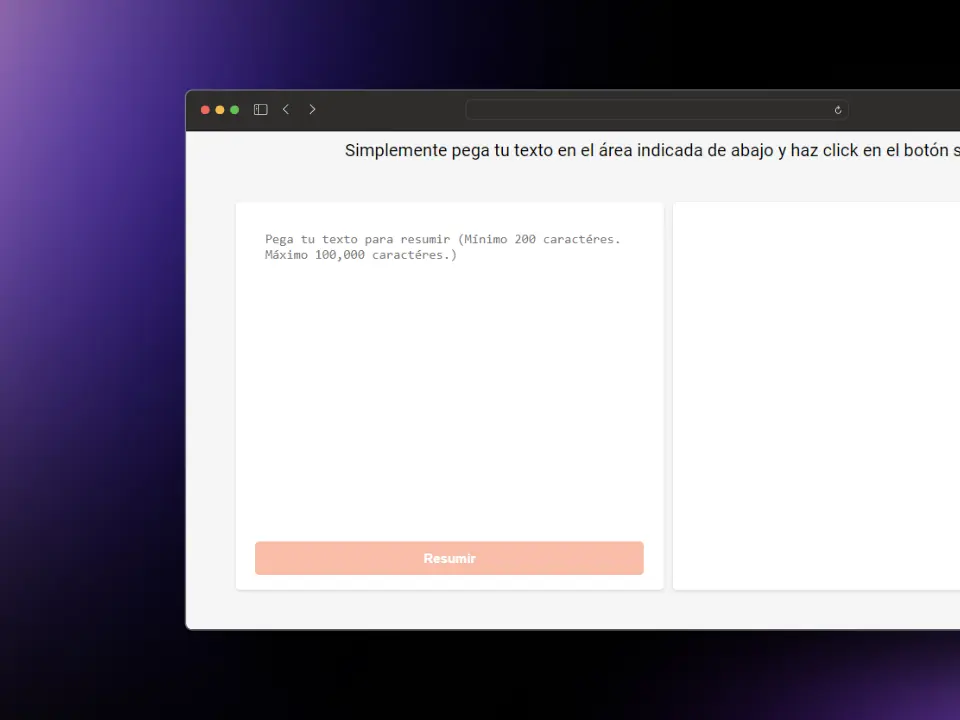 Simplemente pega tu texto en el área indicada de abajo y haz click en el botón s
Pega tu texto para resumir (Mínimo 200 caractéres.
Máximo 100,000 caractéres.)
Resumir